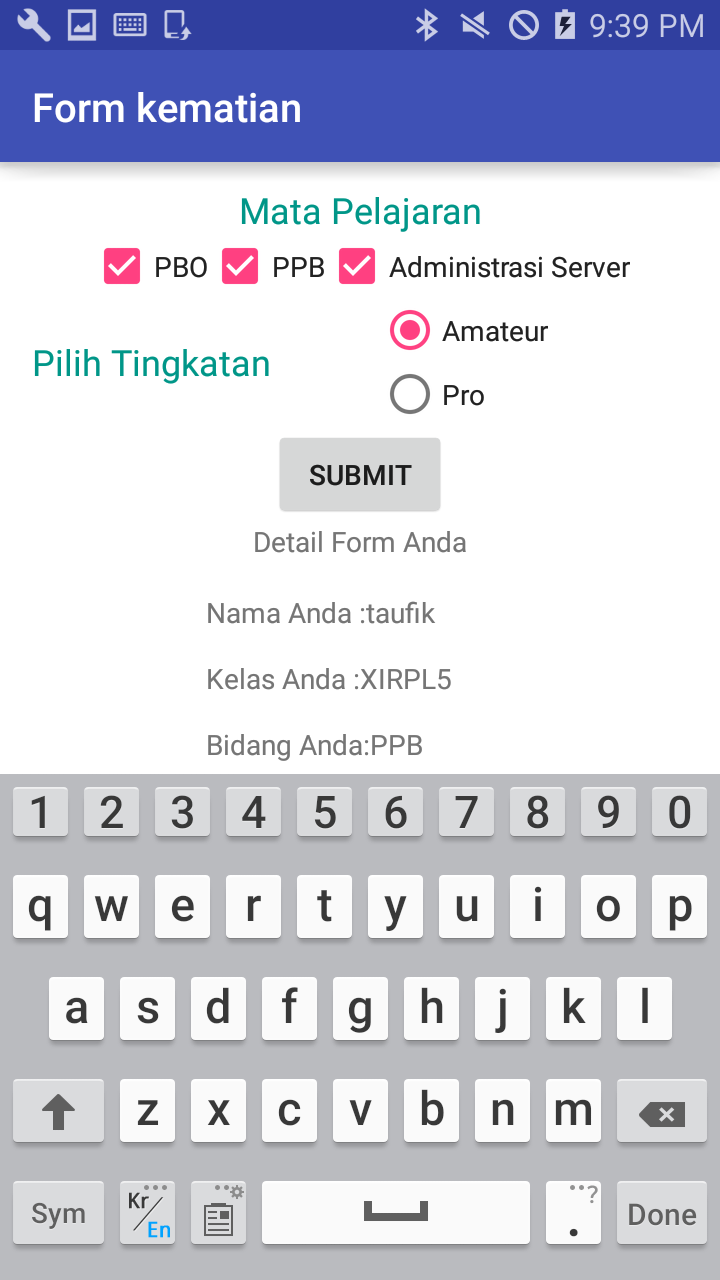 9:39 PM
Form kematian
Mata Pelajaran
PBO PPB Administrasi Server
Amateur
Pilih Tingkatan
Pro
SUBMIT
Detail Form Anda
Nama Anda :taufik
Kelas Anda :XIRPL5
Bidang Anda:PPB
1 2 3 4 5 6 7 8 9 0
q w e r t y u i o p
a s d f g h j k l
z x c v b n m
Sym Kr/En . ? Done